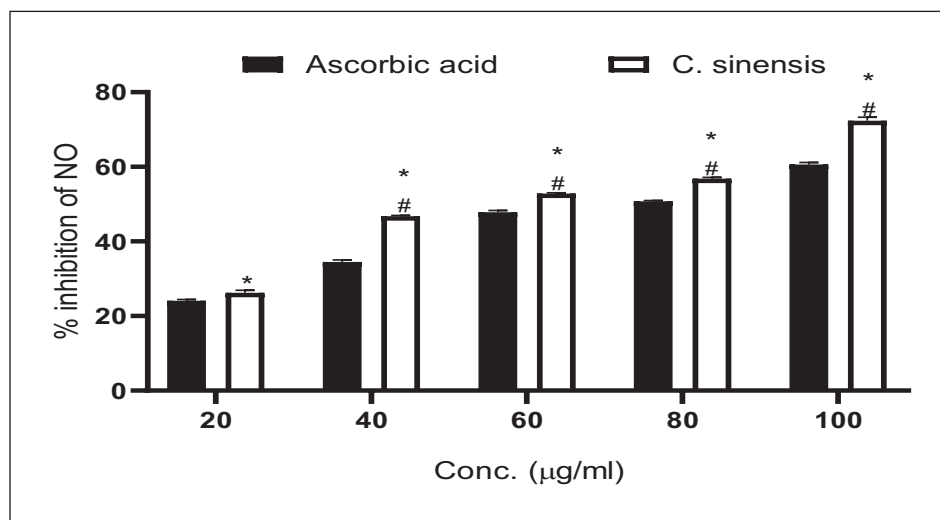 Ascorbic acid C. sinensis
80
60
40
20
0
% inhibition of NO
*
* #
* #
* #
* #
20 40 60 80 100
Conc. (μg/ml)